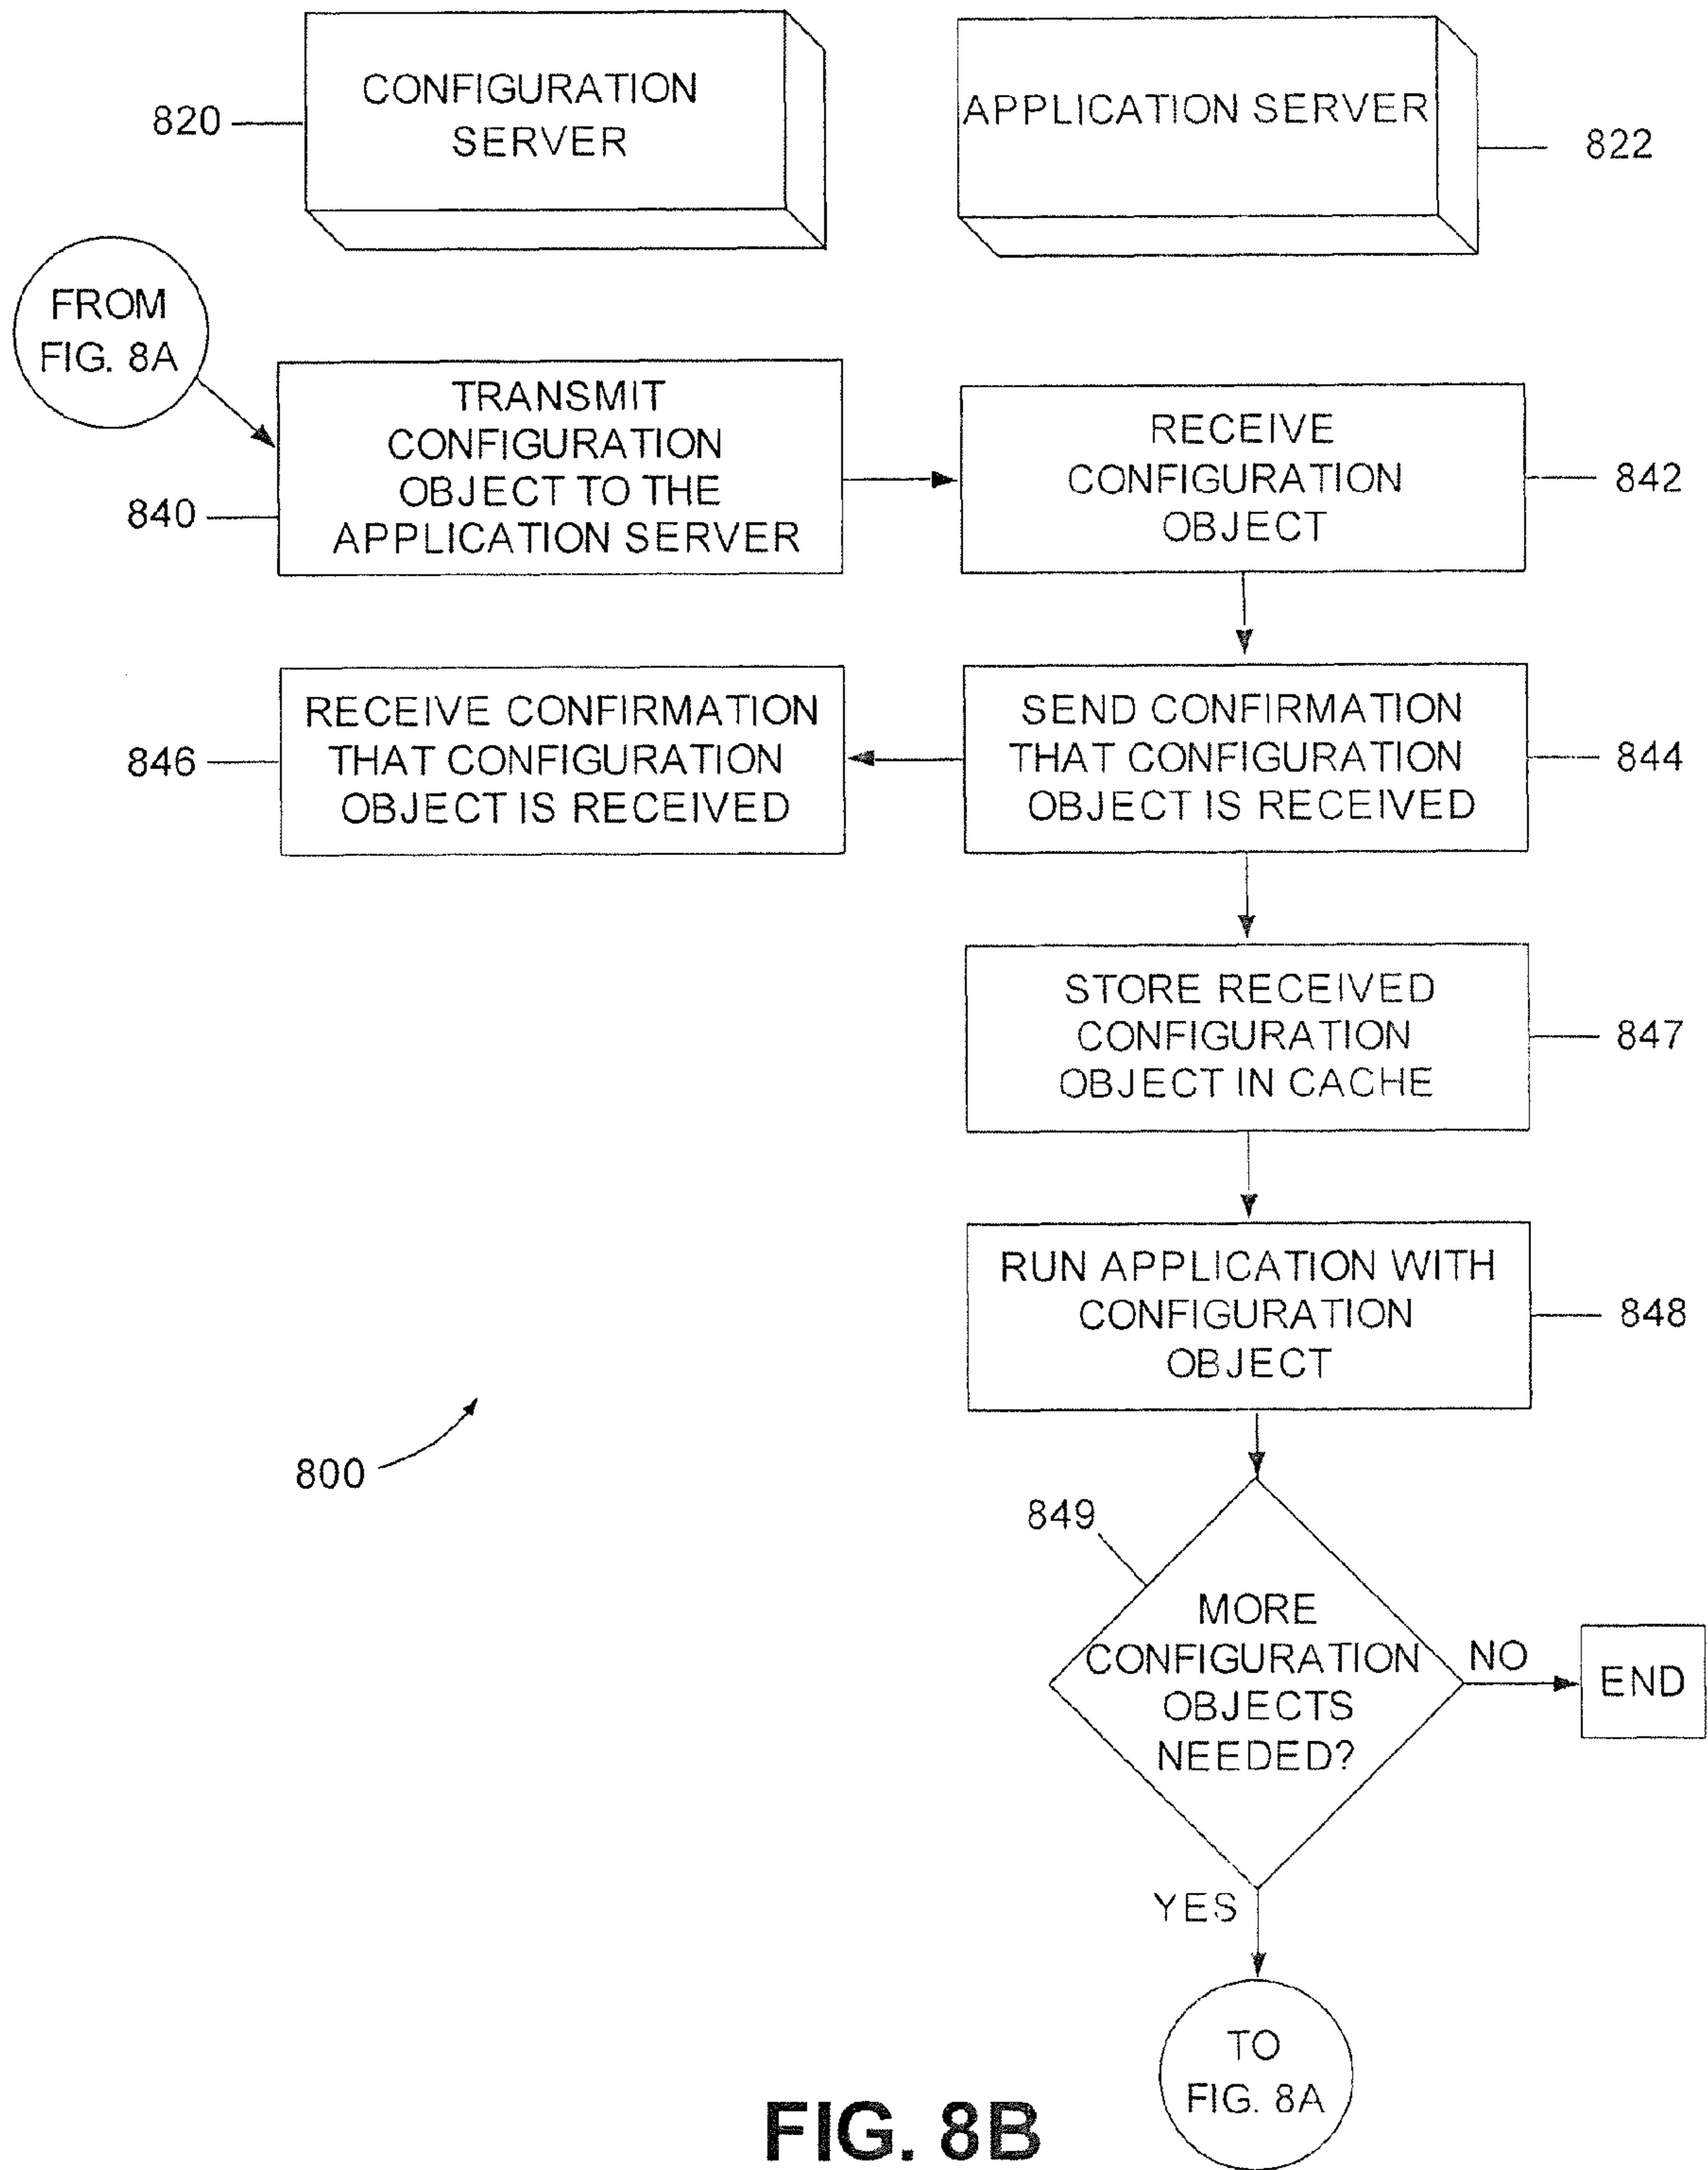 CONFIGURATION
SERVER
820
APPLICATION SERVER
822
FROM
FIG. 8A
TRANSMIT
CONFIGURATION
OBJECT TO THE
APPLICATION SERVER
840
RECEIVE
CONFIGURATION
OBJECT
842
RECEIVE CONFIRMATION
THAT CONFIGURATION
OBJECT IS RECEIVED
846
SEND CONFIRMATION
THAT CONFIGURATION
OBJECT IS RECEIVED
844
STORE RECEIVED
CONFIGURATION
OBJECT IN CACHE
847
RUN APPLICATION WITH
CONFIGURATION
OBJECT
848
800
849
MORE
CONFIGURATION
OBJECTS
NEEDED?
NO
END
YES
TO
FIG. 8A
FIG. 8B